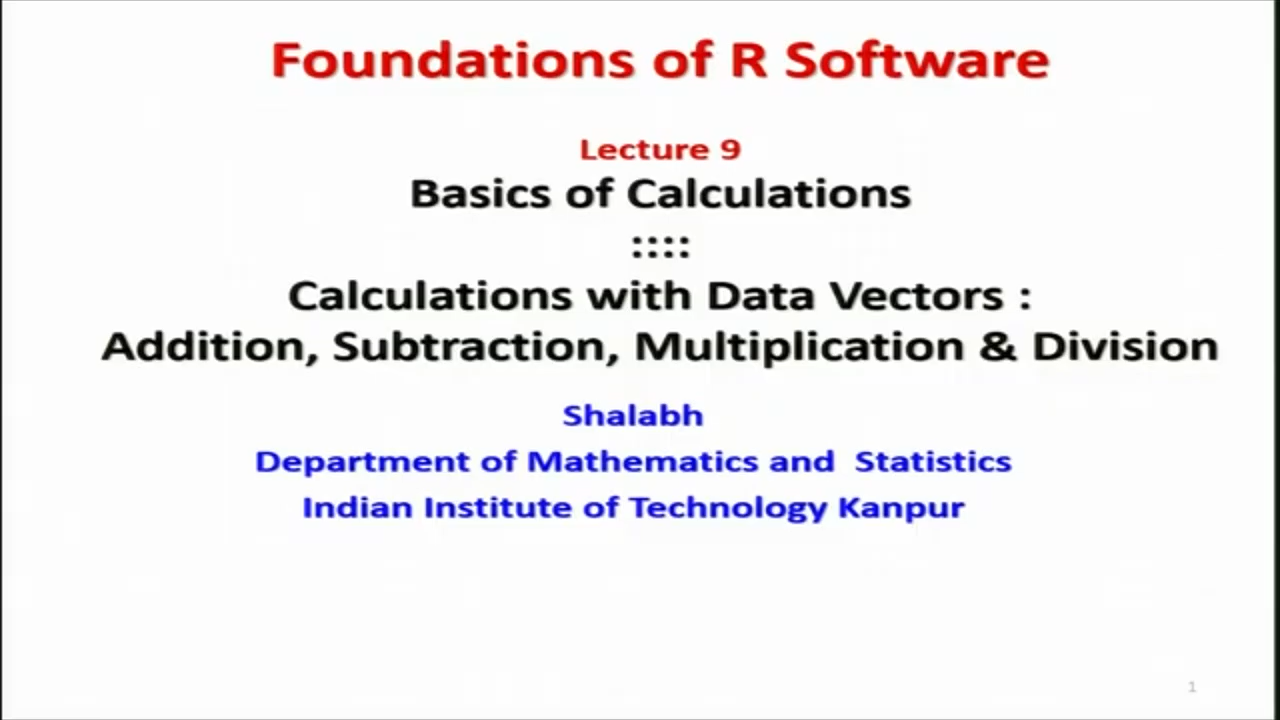 Foundations of R Software
Lecture 9
Basics of Calculations
::::
Calculations with Data Vectors :
Addition, Subtraction, Multiplication & Division
Shalabh
Department of Mathematics and Statistics
Indian Institute of Technology Kanpur
1